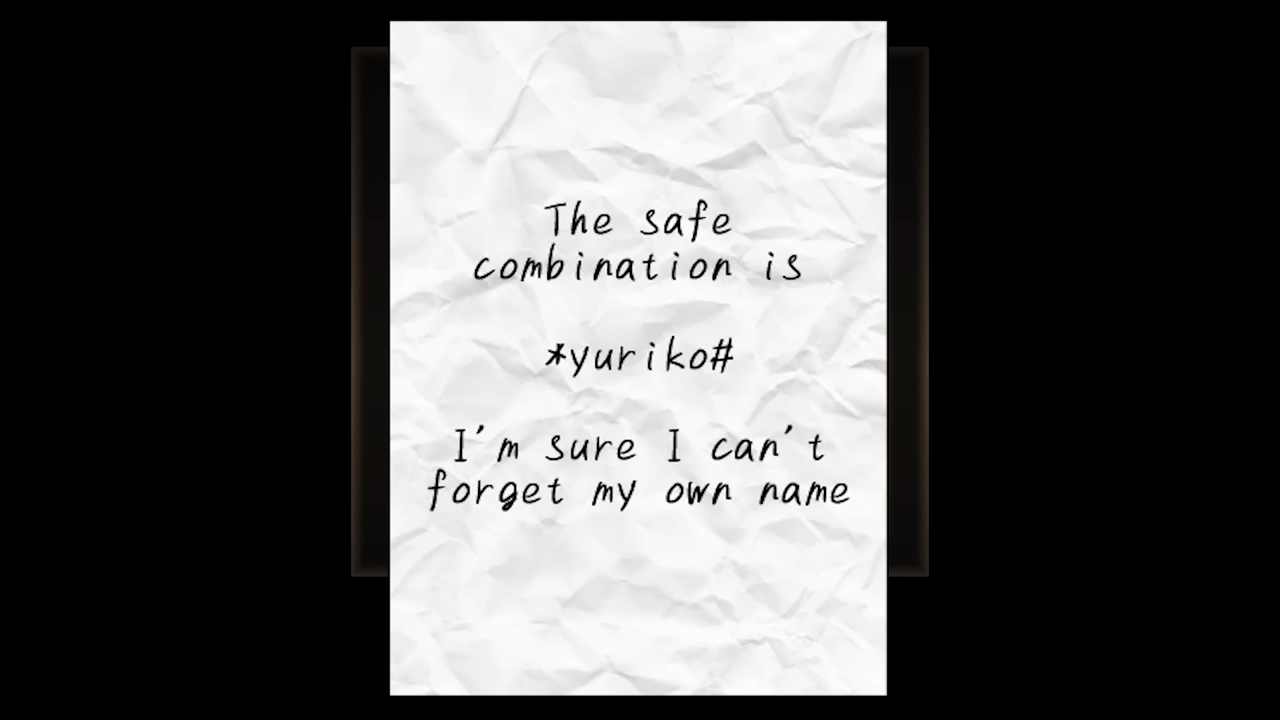 The safe
combination is
*yuriko#
I'm sure I can't
forget my own name